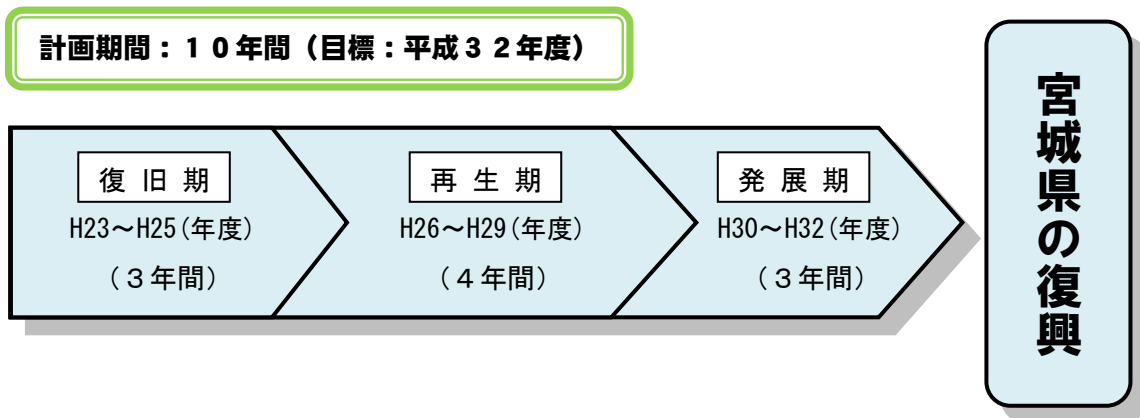 計画期間：１０年間（目標：平成３２年度）
復旧期
H23～H25(年度)
（３年間）
再生期
H26～H29(年度)
（４年間）
発展期
H30～H32(年度)
（３年間）
宮城県の復興